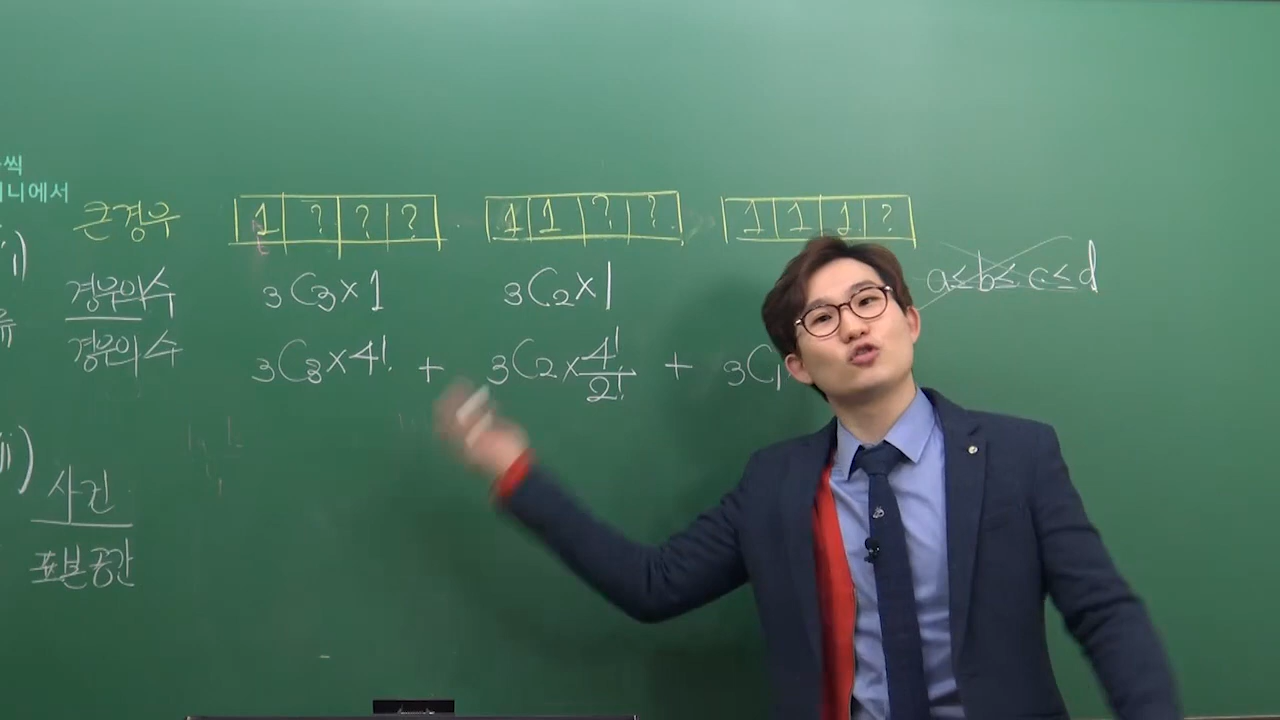 씩
니에서
i)
큰경우 1 ? ? ? 1 1 ? ? 1 1 1 ?
경우의수 ₃C₃×1 ₃C₂×1 a≤b≤c≤d
경우의수 ₃C₃×4! + ₃C₂×4!/2! + ₃C₁
ii)
사건
표본공간